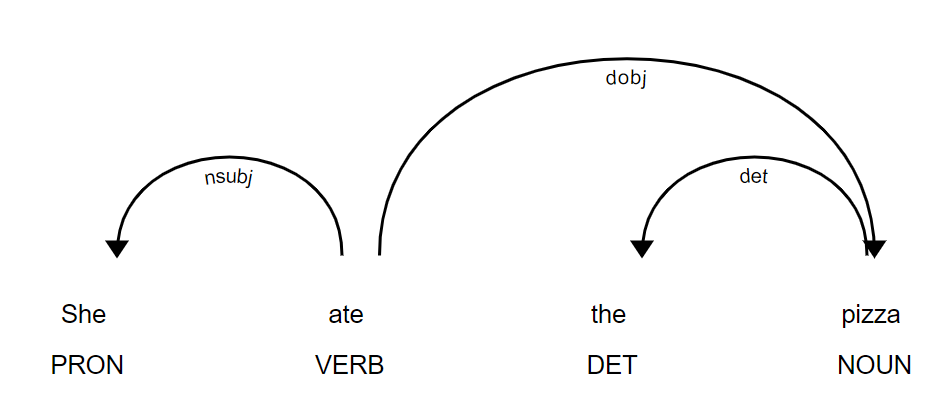 dobj
nsubj det
She ate the pizza
PRON VERB DET NOUN